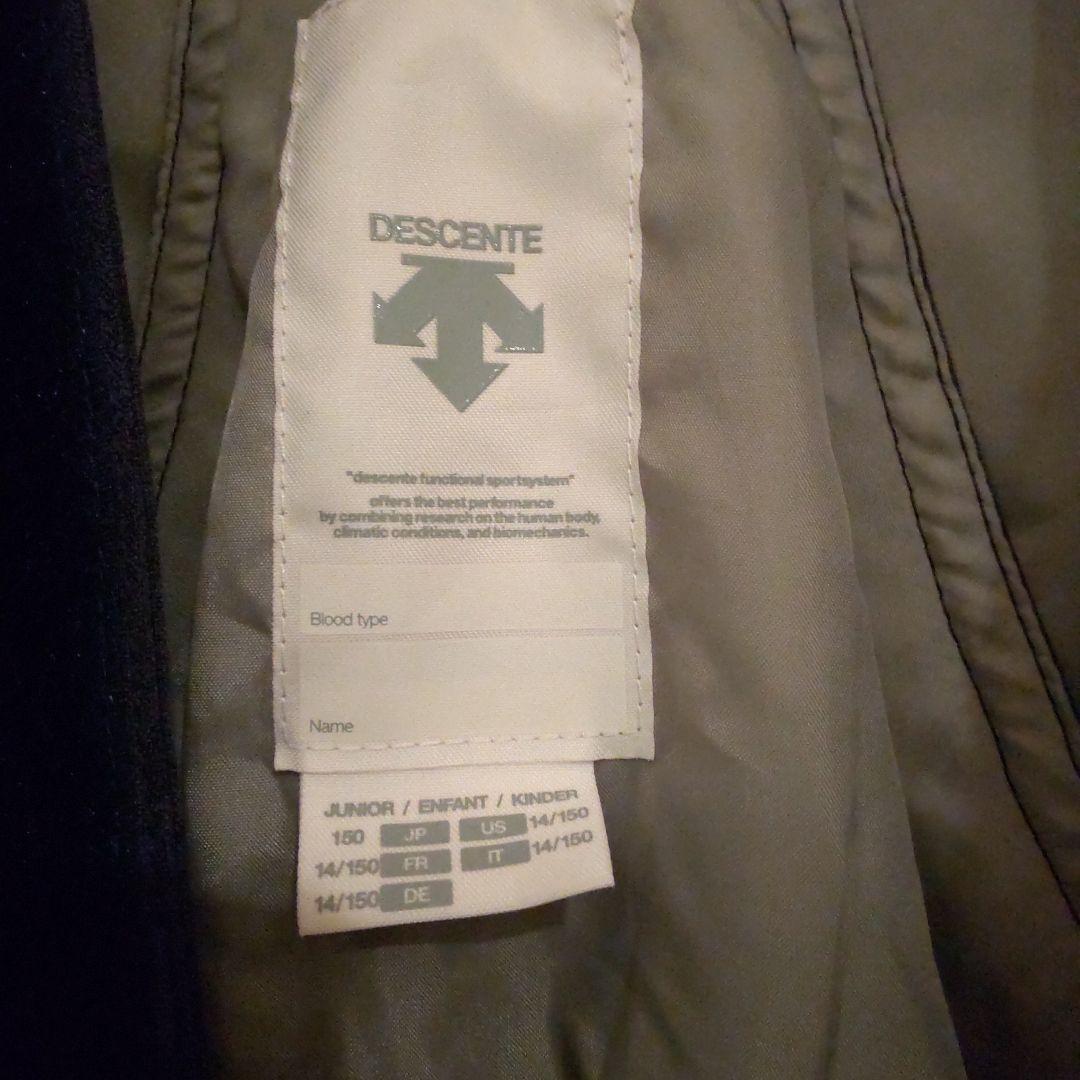 DESCENTE
"descente functional sportsystem"
offers the best performance
by combining research on the human body,
climatic conditions, and biomechanics.
Blood type
Name
JUNIOR / ENFANT / KINDER
150 JP US 14/150
14/150 FR IT 14/150
14/150 DE